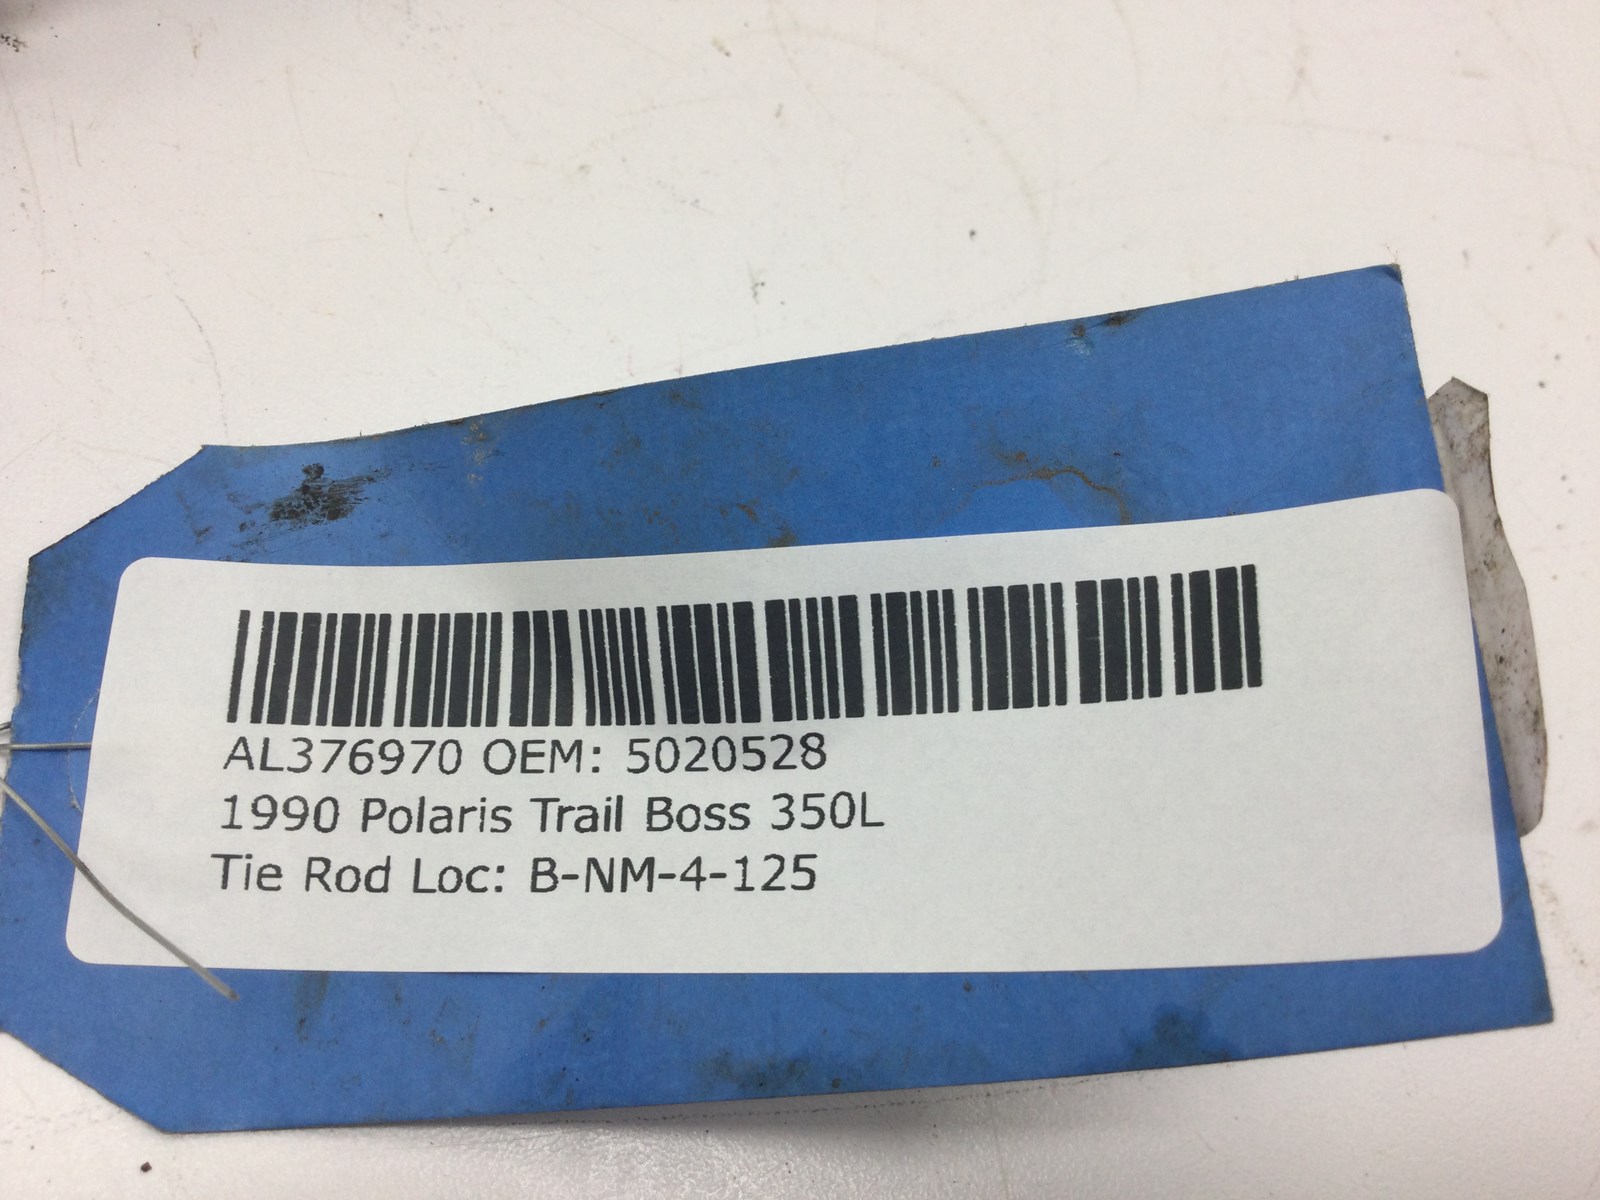 AL376970 OEM: 5020528
1990 Polaris Trail Boss 350L
Tie Rod Loc: B-NM-4-125